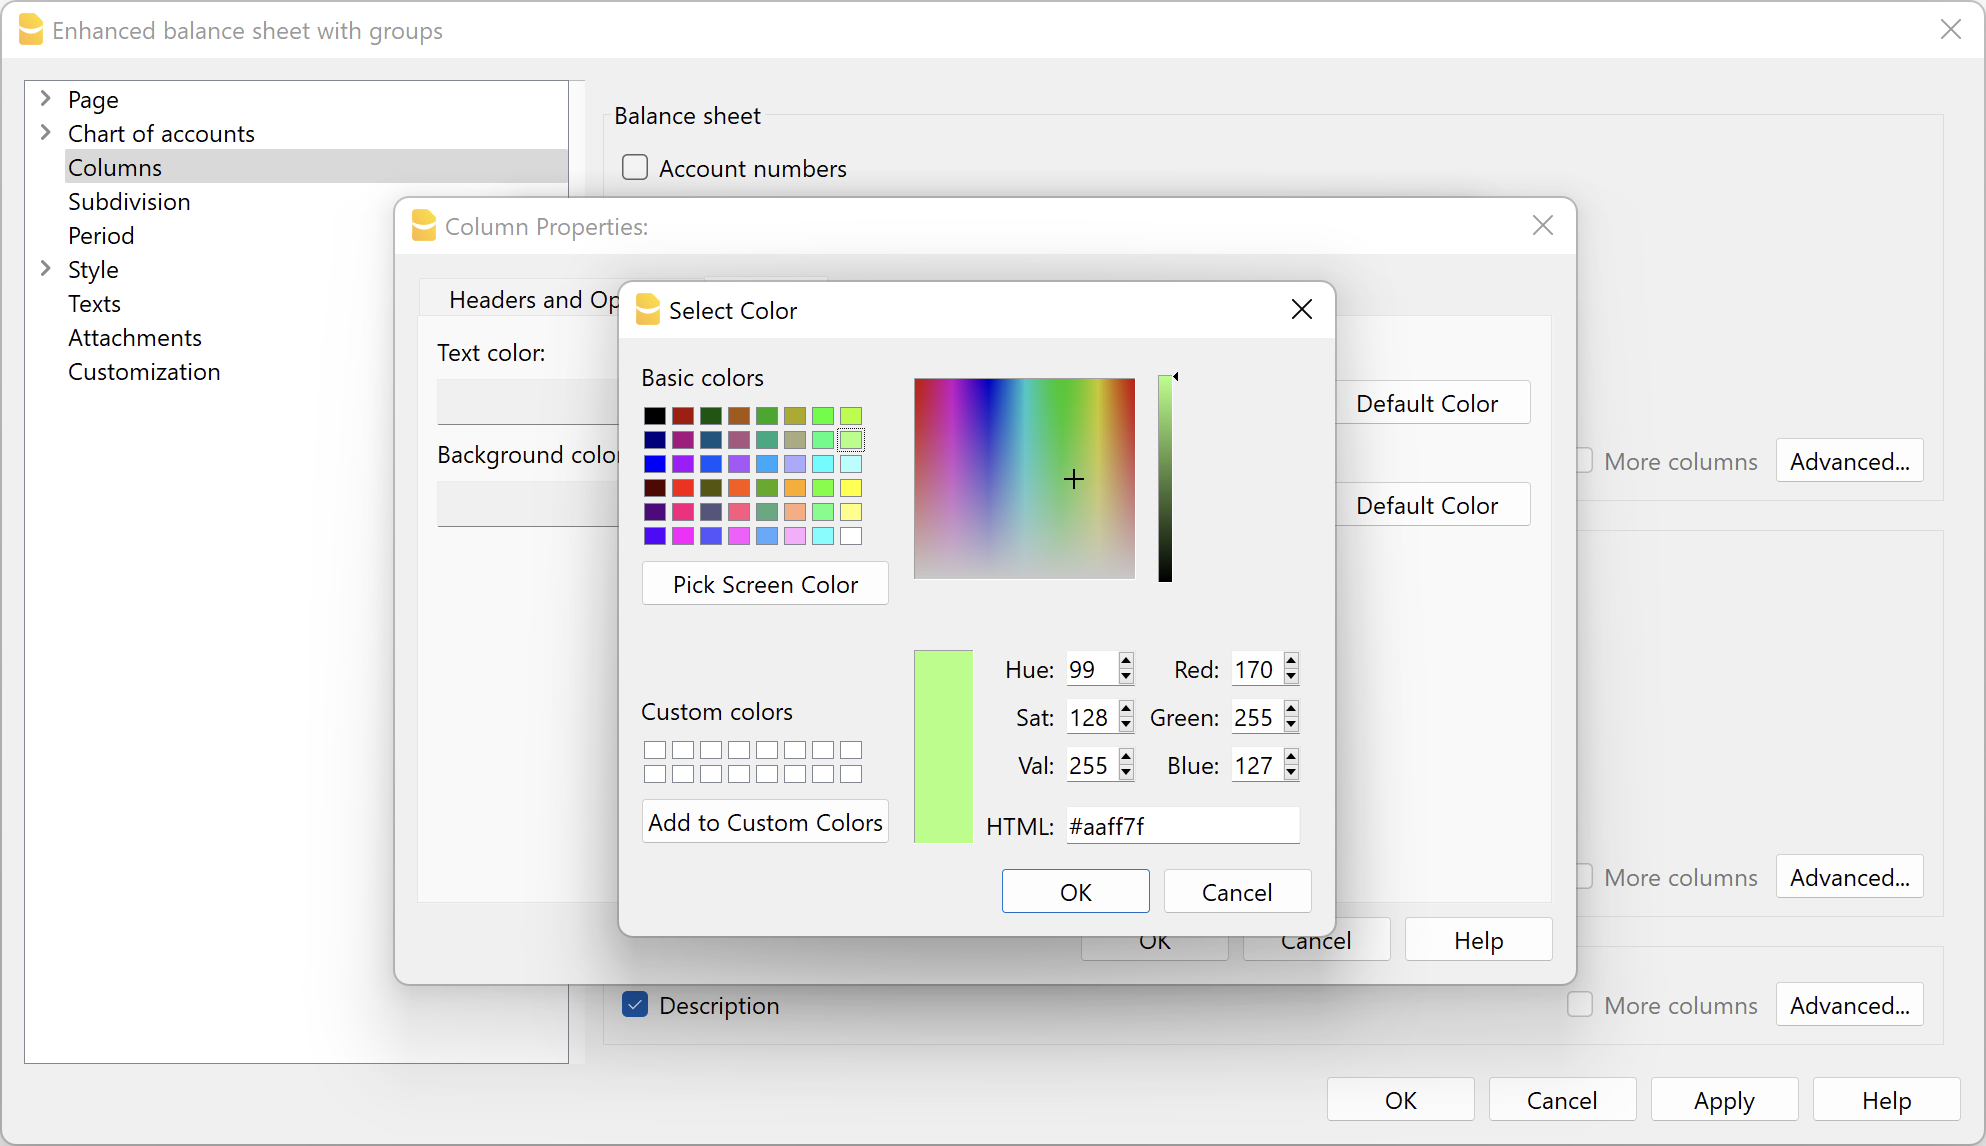 Enhanced balance sheet with groups
Page
Chart of accounts
Columns
Subdivision
Period
Style
Texts
Attachments
Customization
Balance sheet
Account numbers
More columns
Advanced...
More columns
Advanced...
Description
More columns
Advanced...
OK
Cancel
Apply
Help
Column Properties:
Headers and Op
Text color:
Default Color
Background color
Default Color
OK
Cancel
Help
Select Color
Basic colors
Pick Screen Color
Custom colors
Add to Custom Colors
Hue: 99
Red: 170
Sat: 128
Green: 255
Val: 255
Blue: 127
HTML: #aaff7f
OK
Cancel